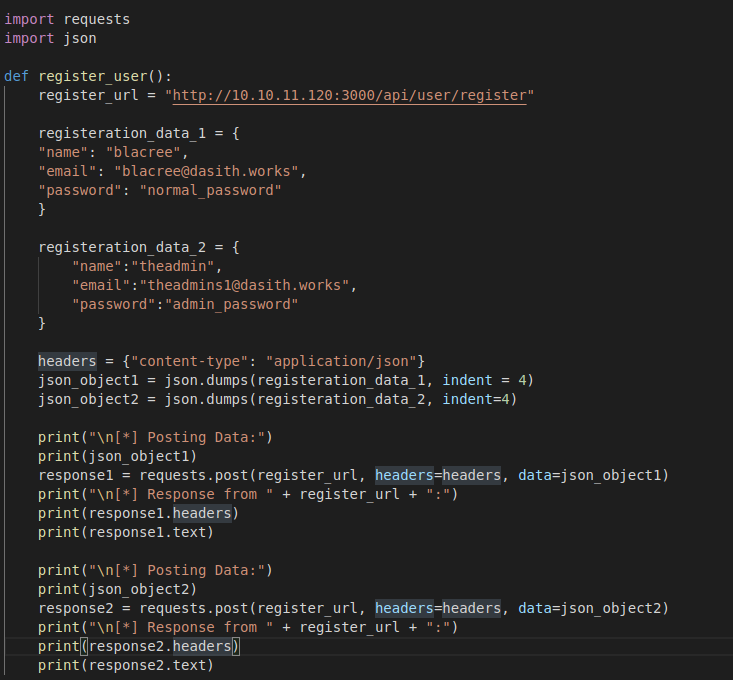 import requests
import json
def register_user():
register_url = "http://10.10.11.120:3000/api/user/register"
registeration_data_1 = {
"name": "blacree",
"email": "blacree@dasith.works",
"password": "normal_password"
}
registeration_data_2 = {
"name":"theadmin",
"email":"theadmins1@dasith.works",
"password":"admin_password"
}
headers = {"content-type": "application/json"}
json_object1 = json.dumps(registeration_data_1, indent = 4)
json_object2 = json.dumps(registeration_data_2, indent=4)
print("\n[*] Posting Data:")
print(json_object1)
response1 = requests.post(register_url, headers=headers, data=json_object1)
print("\n[*] Response from " + register_url + ":")
print(response1.headers)
print(response1.text)
print("\n[*] Posting Data:")
print(json_object2)
response2 = requests.post(register_url, headers=headers, data=json_object2)
print("\n[*] Response from " + register_url + ":")
print(response2.headers)
print(response2.text)